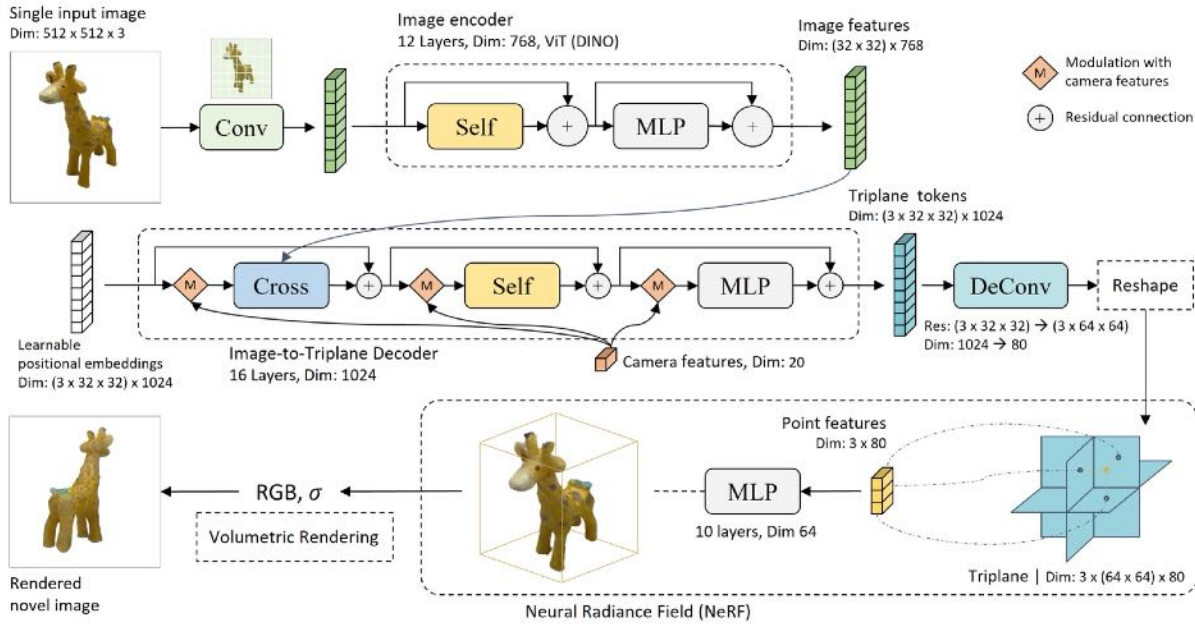 Single input image
Dim: 512 x 512 x 3
Image encoder
12 Layers, Dim: 768, ViT (DINO)
Image features
Dim: (32 x 32) x 768
Conv
Self
+
MLP
+
M
Modulation with
camera features
+
Residual connection
Triplane tokens
Dim: (3 x 32 x 32) x 1024
M
Cross
+
M
Self
+
M
MLP
+
DeConv
Reshape
Res: (3 x 32 x 32) → (3 x 64 x 64)
Dim: 1024 → 80
Learnable
positional embeddings
Dim: (3 x 32 x 32) x 1024
Image-to-Triplane Decoder
16 Layers, Dim: 1024
Camera features, Dim: 20
Point features
Dim: 3 x 80
RGB, σ
MLP
10 layers, Dim 64
Volumetric Rendering
Triplane | Dim: 3 x (64 x 64) x 80
Rendered
novel image
Neural Radiance Field (NeRF)